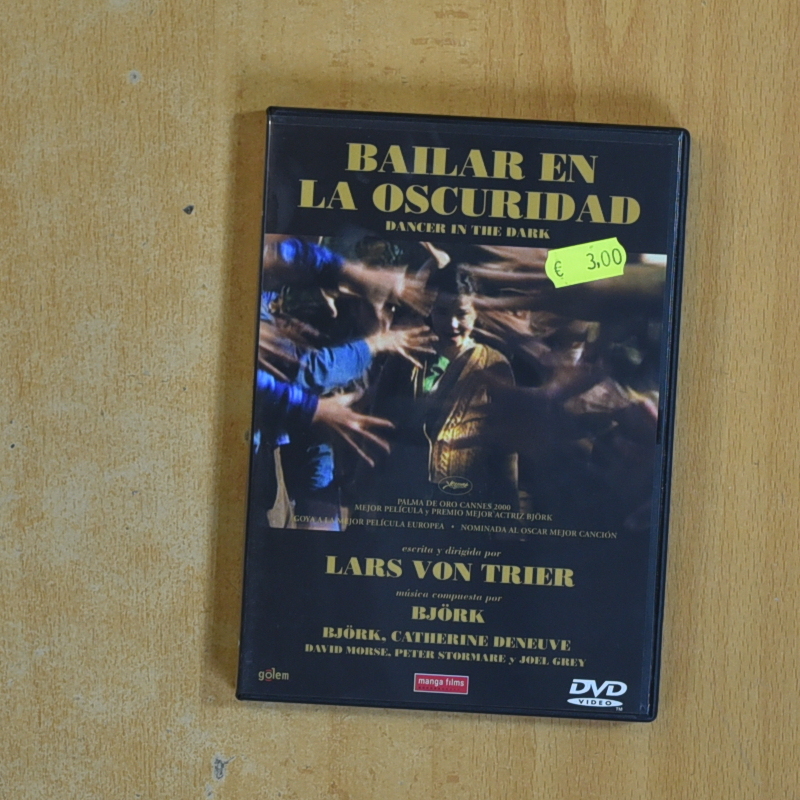 BAILAR EN
LA OSCURIDAD
DANCER IN THE DARK
€ 3,00
PALMA DE ORO CANNES 2000
MEJOR PELÍCULA y PREMIO MEJOR ACTRIZ BJÖRK
GOYA A LA MEJOR PELÍCULA EUROPEA • NOMINADA AL OSCAR MEJOR CANCIÓN
escrita y dirigida por
LARS VON TRIER
música compuesta por
BJÖRK
BJÖRK, CATHERINE DENEUVE
DAVID MORSE, PETER STORMARE y JOEL GREY
golem
manga films
DVD
VIDEO
TM